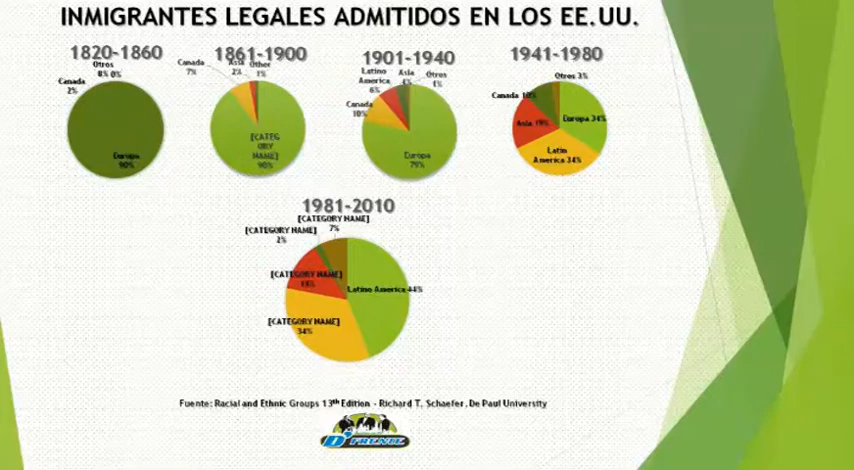 INMIGRANTES LEGALES ADMITIDOS EN LOS EE.UU.
1820-1860
Otros
8% 0%
Canada
2%
Europa
90%
1861-1900
Canada
7%
Asia
2%
Other
1%
[CATEG
ORY
NAME]
90%
1901-1940
Latino
America
6%
Asia
4%
Otros
1%
Canada
10%
Europa
79%
1941-1980
Otros 3%
Canada 10%
Europa 34%
Asia 19%
Latin
America 34%
1981-2010
[CATEGORY NAME]
7%
[CATEGORY NAME]
2%
[CATEGORY NAME]
Latino America 44%
[CATEGORY NAME]
34%
Fuente: Racial and Ethnic Groups 13th Edition - Richard T. Schaefer, De Paul University